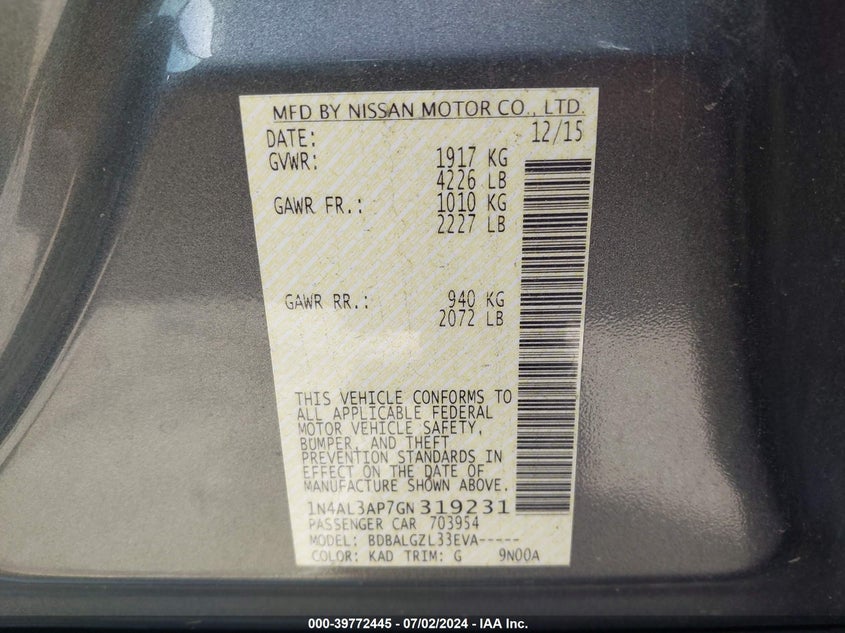 MFD BY NISSAN MOTOR CO., LTD.
DATE: 12/15
GVWR: 1917 KG
4226 LB
GAWR FR.: 1010 KG
2227 LB
GAWR RR.: 940 KG
2072 LB
THIS VEHICLE CONFORMS TO
ALL APPLICABLE FEDERAL
MOTOR VEHICLE SAFETY,
BUMPER, AND THEFT
PREVENTION STANDARDS IN
EFFECT ON THE DATE OF
MANUFACTURE SHOWN ABOVE.
1N4AL3AP7GN319231
PASSENGER CAR 703954
MODEL: BDBALGZL33EVA-----
COLOR: KAD TRIM: G 9N00A
000-39772445 - 07/02/2024 - IAA Inc.